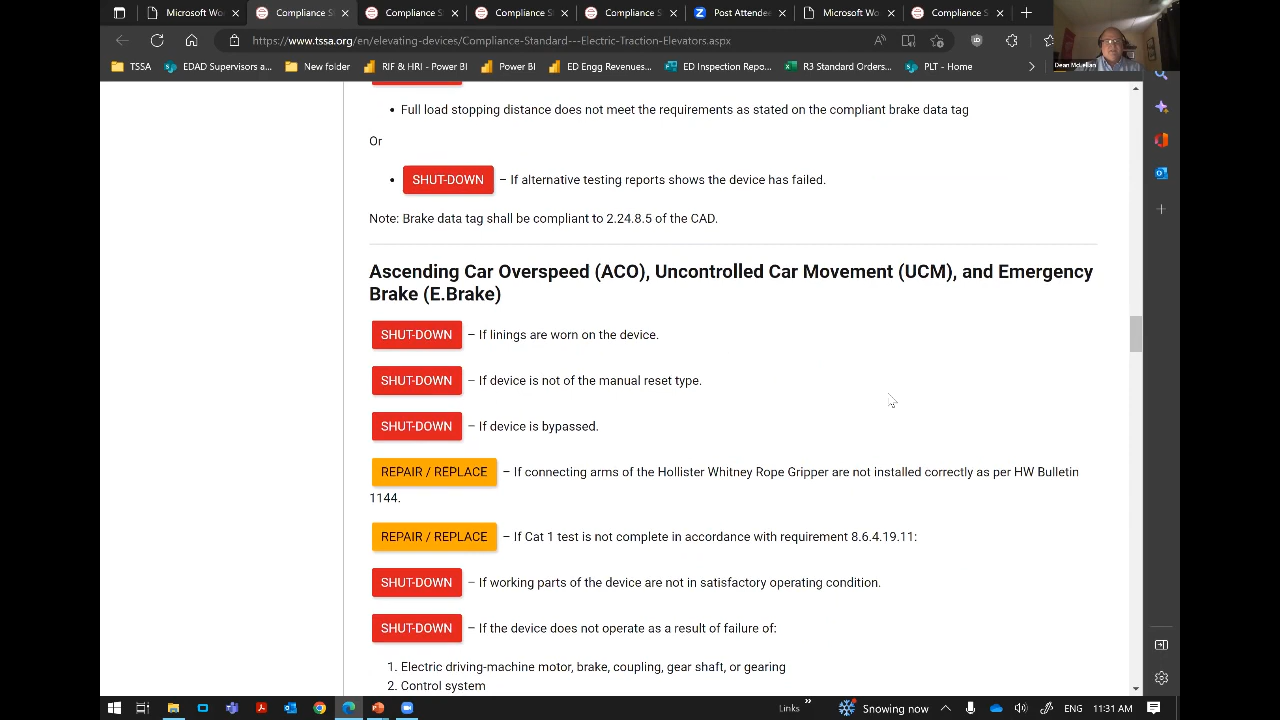 Microsoft Wo
Compliance S
Compliance S
Compliance S
Compliance S
Post Attende
Microsoft Wo
Compliance S
https://www.tssa.org/en/elevating-devices/Compliance-Standard---Electric-Traction-Elevators.aspx
TSSA
EDAD Supervisors a...
New folder
RIF & HRI - Power BI
Power BI
ED Engg Revenues...
ED Inspection Repo...
R3 Standard Orders...
PLT - Home
Dean McLellan
• Full load stopping distance does not meet the requirements as stated on the compliant brake data tag
Or
• SHUT-DOWN – If alternative testing reports shows the device has failed.
Note: Brake data tag shall be compliant to 2.24.8.5 of the CAD.
Ascending Car Overspeed (ACO), Uncontrolled Car Movement (UCM), and Emergency
Brake (E.Brake)
SHUT-DOWN – If linings are worn on the device.
SHUT-DOWN – If device is not of the manual reset type.
SHUT-DOWN – If device is bypassed.
REPAIR / REPLACE – If connecting arms of the Hollister Whitney Rope Gripper are not installed correctly as per HW Bulletin
1144.
REPAIR / REPLACE – If Cat 1 test is not complete in accordance with requirement 8.6.4.19.11:
SHUT-DOWN – If working parts of the device are not in satisfactory operating condition.
SHUT-DOWN – If the device does not operate as a result of failure of:
1. Electric driving-machine motor, brake, coupling, gear shaft, or gearing
2. Control system
Links
Snowing now
ENG
11:31 AM